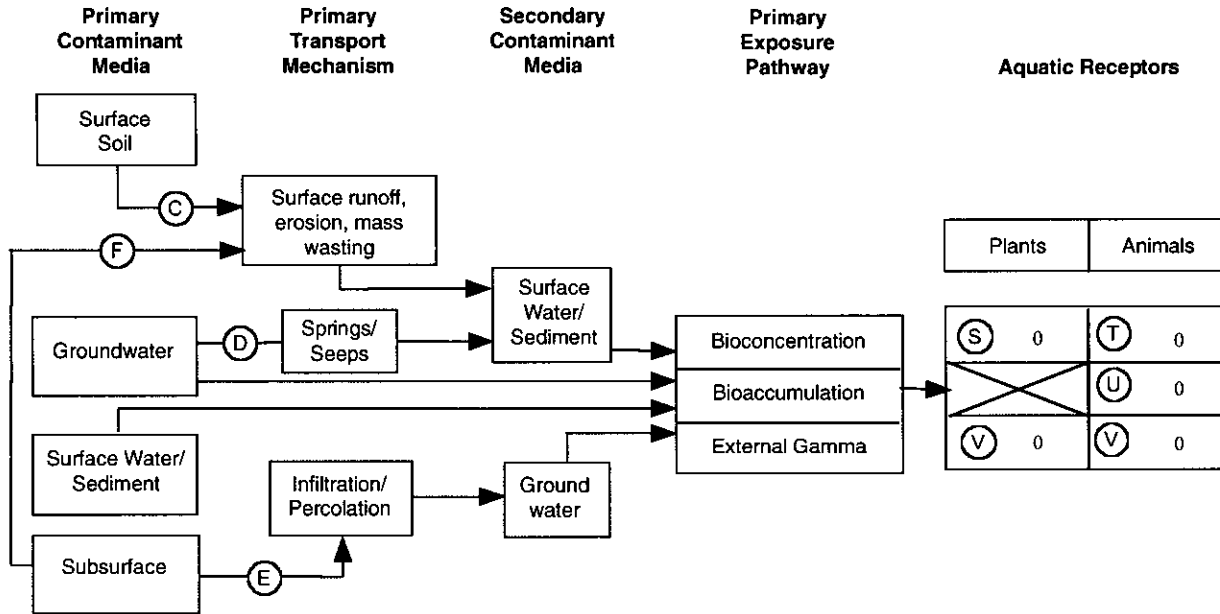 Primary
Contaminant
Media
Primary
Transport
Mechanism
Secondary
Contaminant
Media
Primary
Exposure
Pathway
Aquatic Receptors
Surface
Soil
C
Surface runoff,
erosion, mass
wasting
F
Plants
Animals
Surface
Water/
Sediment
Groundwater
D
Springs/
Seeps
Bioconcentration
Bioaccumulation
External Gamma
S 0
T 0
U 0
V 0
V 0
Surface Water/
Sediment
Infiltration/
Percolation
Ground
water
Subsurface
E